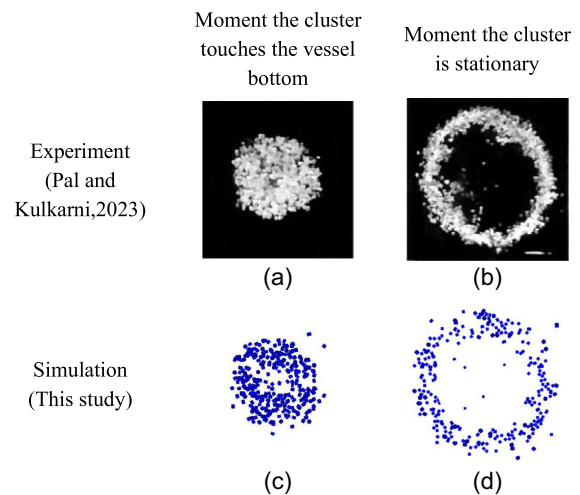 Moment the cluster
touches the vessel
bottom
Moment the cluster
is stationary
Experiment
(Pal and
Kulkarni,2023)
(a)
(b)
Simulation
(This study)
(c)
(d)